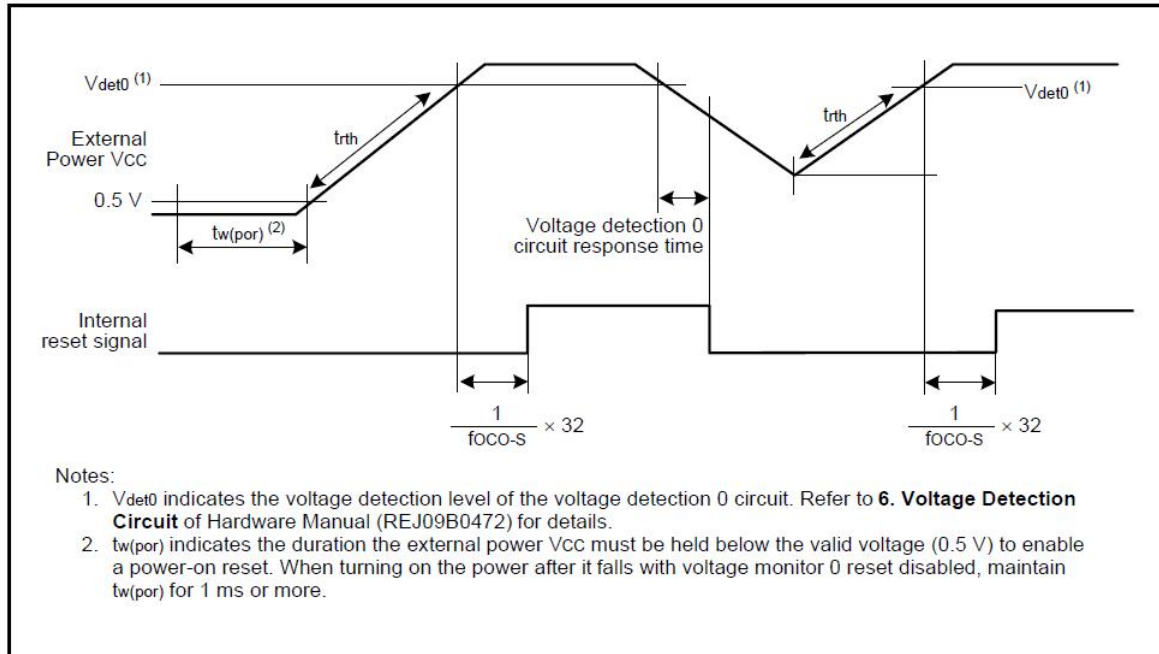 Vdet0 (1)
Vdet0 (1)
trth
trth
External
Power VCC
0.5 V
tw(por) (2)
Voltage detection 0
circuit response time
Internal
reset signal
1
fOCO-S
× 32
1
fOCO-S
× 32
Notes:
1. Vdet0 indicates the voltage detection level of the voltage detection 0 circuit. Refer to 6. Voltage Detection
Circuit of Hardware Manual (REJ09B0472) for details.
2. tw(por) indicates the duration the external power VCC must be held below the valid voltage (0.5 V) to enable
a power-on reset. When turning on the power after it falls with voltage monitor 0 reset disabled, maintain
tw(por) for 1 ms or more.